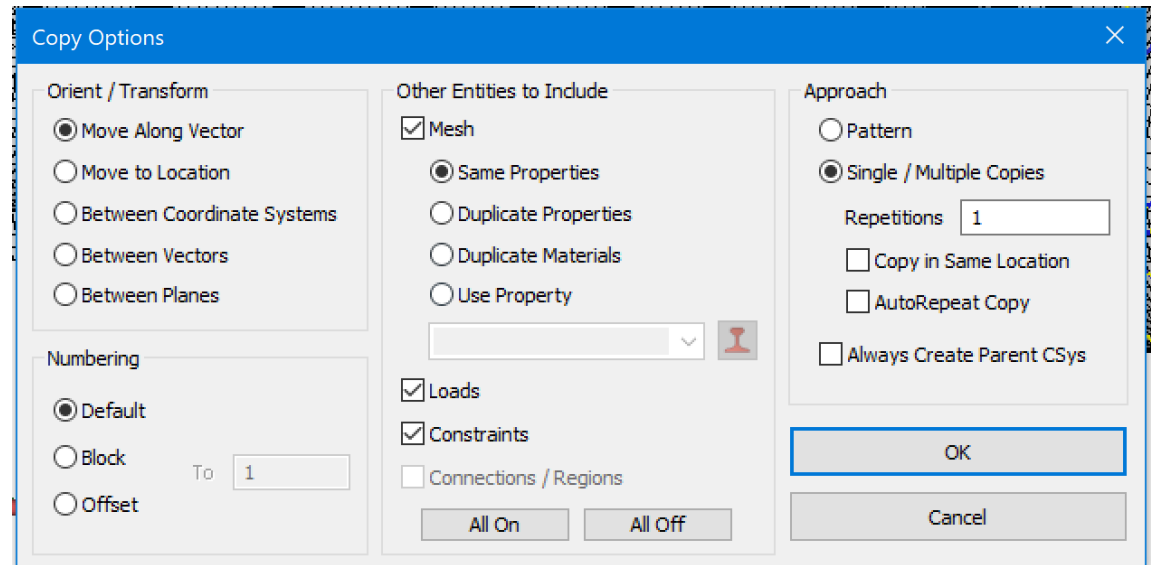 Copy Options
Orient / Transform
Move Along Vector
Move to Location
Between Coordinate Systems
Between Vectors
Between Planes
Numbering
Default
Block
To 1
Offset
Other Entities to Include
Mesh
Same Properties
Duplicate Properties
Duplicate Materials
Use Property
Loads
Constraints
Connections / Regions
All On
All Off
Approach
Pattern
Single / Multiple Copies
Repetitions 1
Copy in Same Location
AutoRepeat Copy
Always Create Parent CSys
OK
Cancel